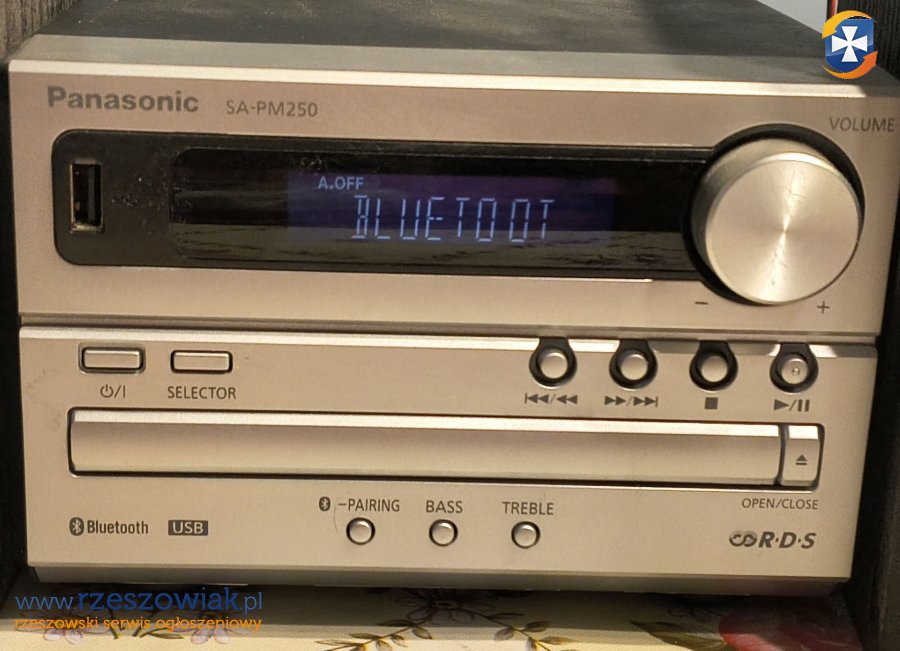 Panasonic SA-PM250
VOLUME
A.OFF
BLUETOOT
− +
⏻/I SELECTOR
⏮/⏪ ⏩/⏭ ■ ▶/❚❚
OPEN/CLOSE
-PAIRING BASS TREBLE
Bluetooth USB
R·D·S
www.rzeszowiak.pl
rzeszowski serwis ogłoszeniowy